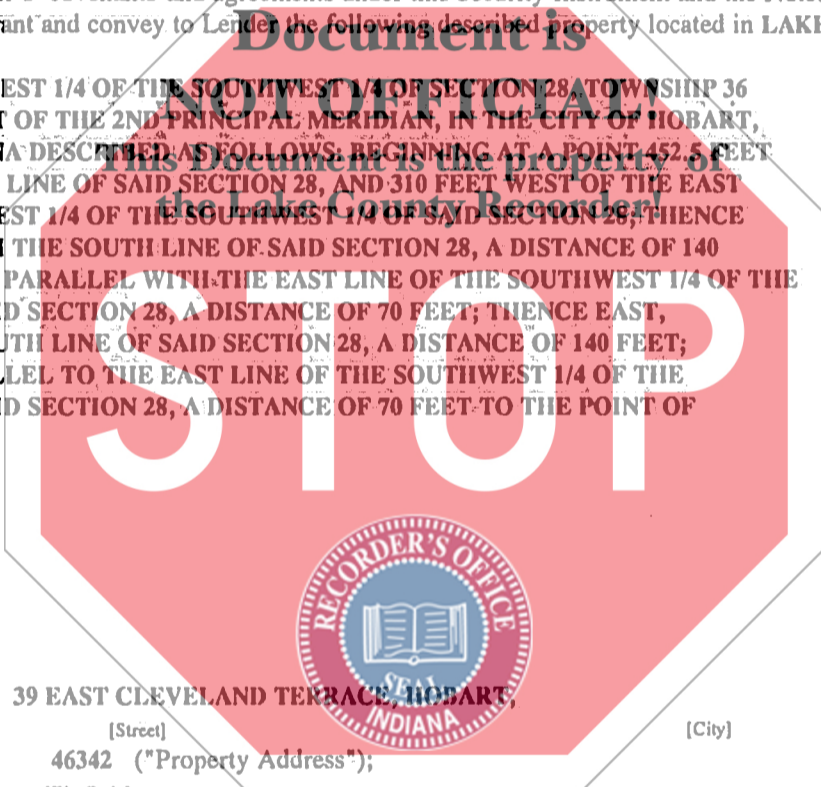 ant and convey to Lender the following described property located in LAKE
Document is
EST 1/4 OF THE SOUTHWEST 1/4 OF SECTION 28, TOWNSHIP 36
NOT OFFICIAL!
T OF THE 2ND PRINCIPAL MERIDIAN, IN THE CITY OF HOBART,
A DESCRIBED AS FOLLOWS: BEGINNING AT A POINT 452.5 FEET
This Document is the property of
LINE OF SAID SECTION 28, AND 310 FEET WEST OF THE EAST
the Lake County Recorder!
EST 1/4 OF THE SOUTHWEST 1/4 OF SAID SECTION 28; THENCE
THE SOUTH LINE OF SAID SECTION 28, A DISTANCE OF 140
PARALLEL WITH THE EAST LINE OF THE SOUTHWEST 1/4 OF THE
D SECTION 28, A DISTANCE OF 70 FEET; THENCE EAST,
UTH LINE OF SAID SECTION 28, A DISTANCE OF 140 FEET;
LEL TO THE EAST LINE OF THE SOUTHWEST 1/4 OF THE
D SECTION 28, A DISTANCE OF 70 FEET TO THE POINT OF
STOP
RECORDER'S OFFICE
SEAL
INDIANA
39 EAST CLEVELAND TERRACE, HOBART,
[Street] [City]
46342 ("Property Address");